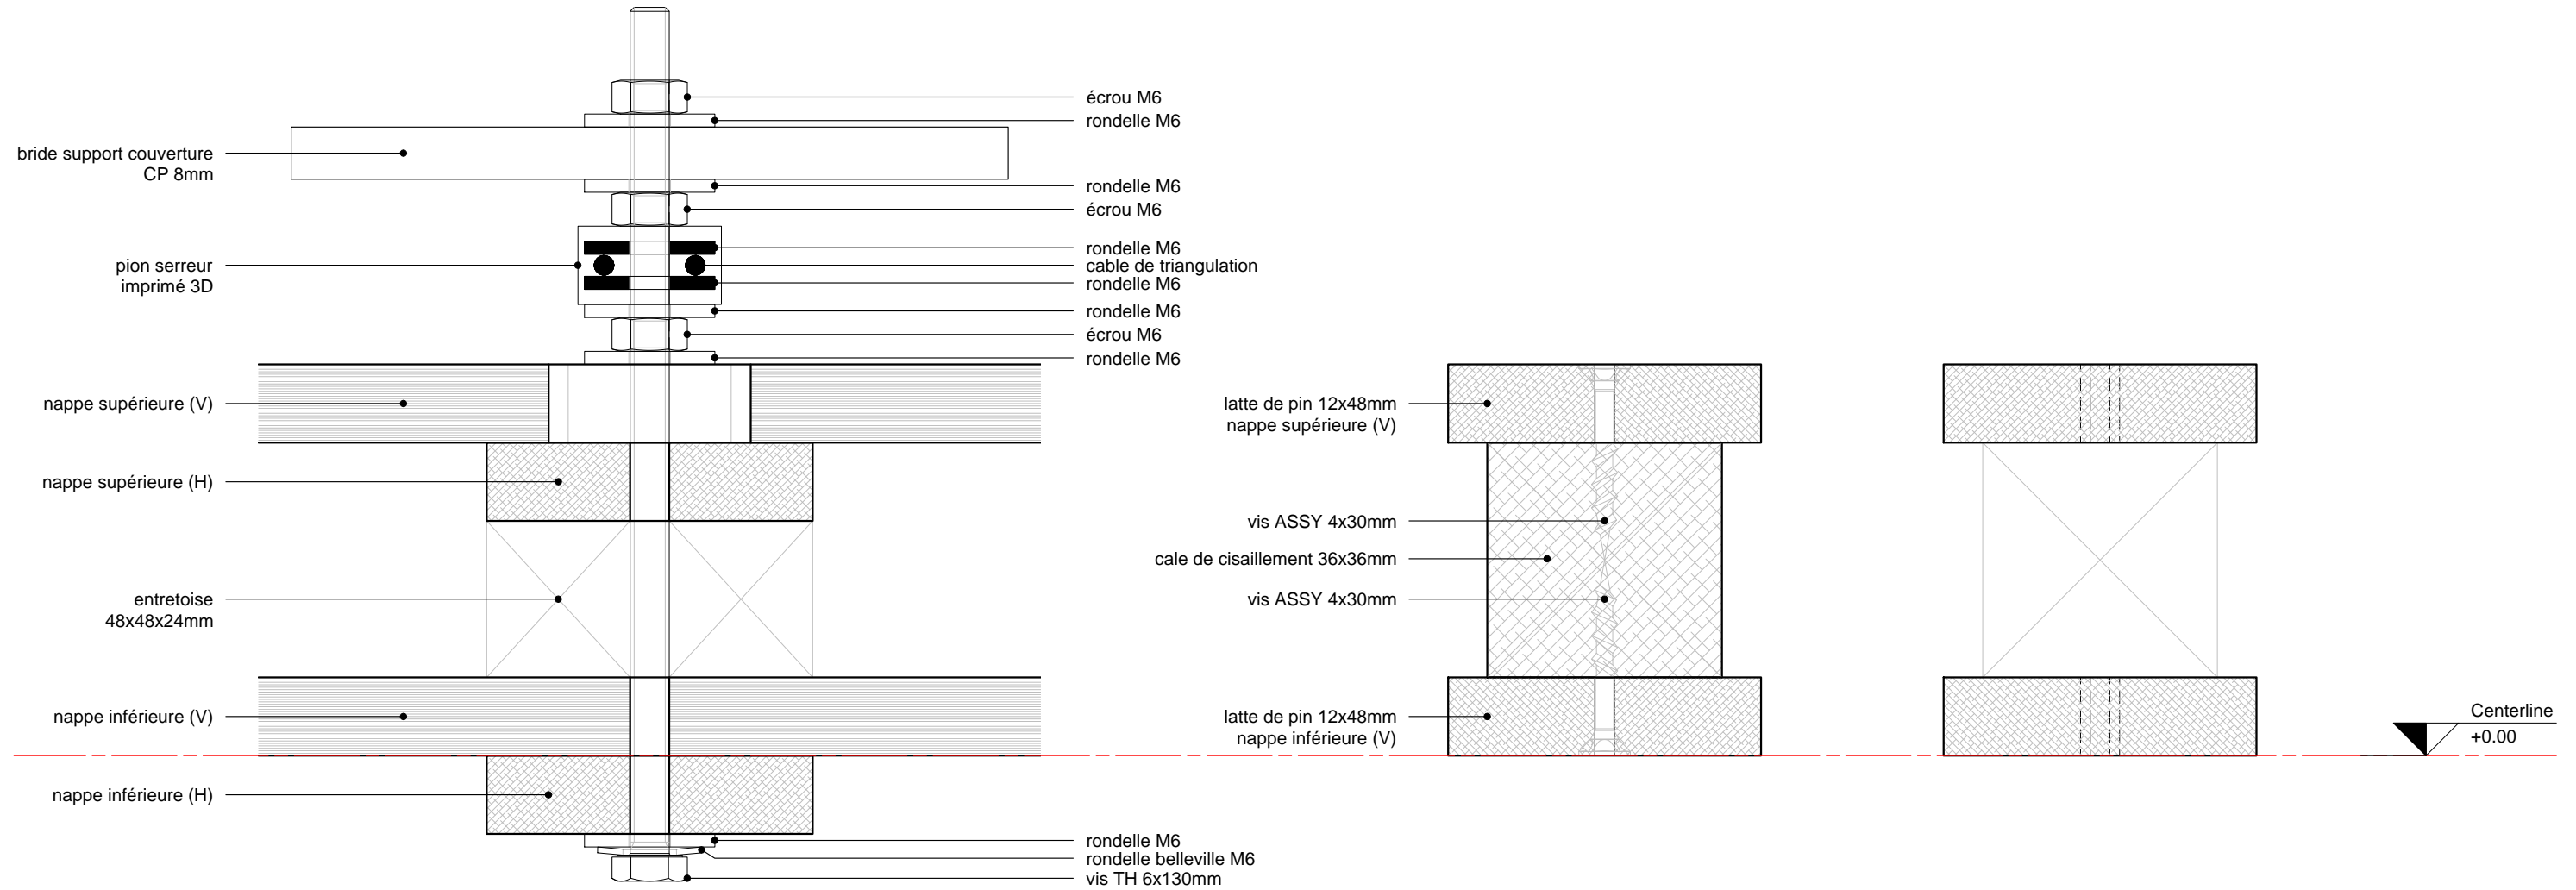 bride support couverture
CP 8mm
pion serreur
imprimé 3D
nappe supérieure (V)
nappe supérieure (H)
entretoise
48x48x24mm
nappe inférieure (V)
nappe inférieure (H)
écrou M6
rondelle M6
rondelle M6
écrou M6
rondelle M6
cable de triangulation
rondelle M6
rondelle M6
écrou M6
rondelle M6
rondelle M6
rondelle belleville M6
vis TH 6x130mm
latte de pin 12x48mm
nappe supérieure (V)
vis ASSY 4x30mm
cale de cisaillement 36x36mm
vis ASSY 4x30mm
latte de pin 12x48mm
nappe inférieure (V)
Centerline
+0.00